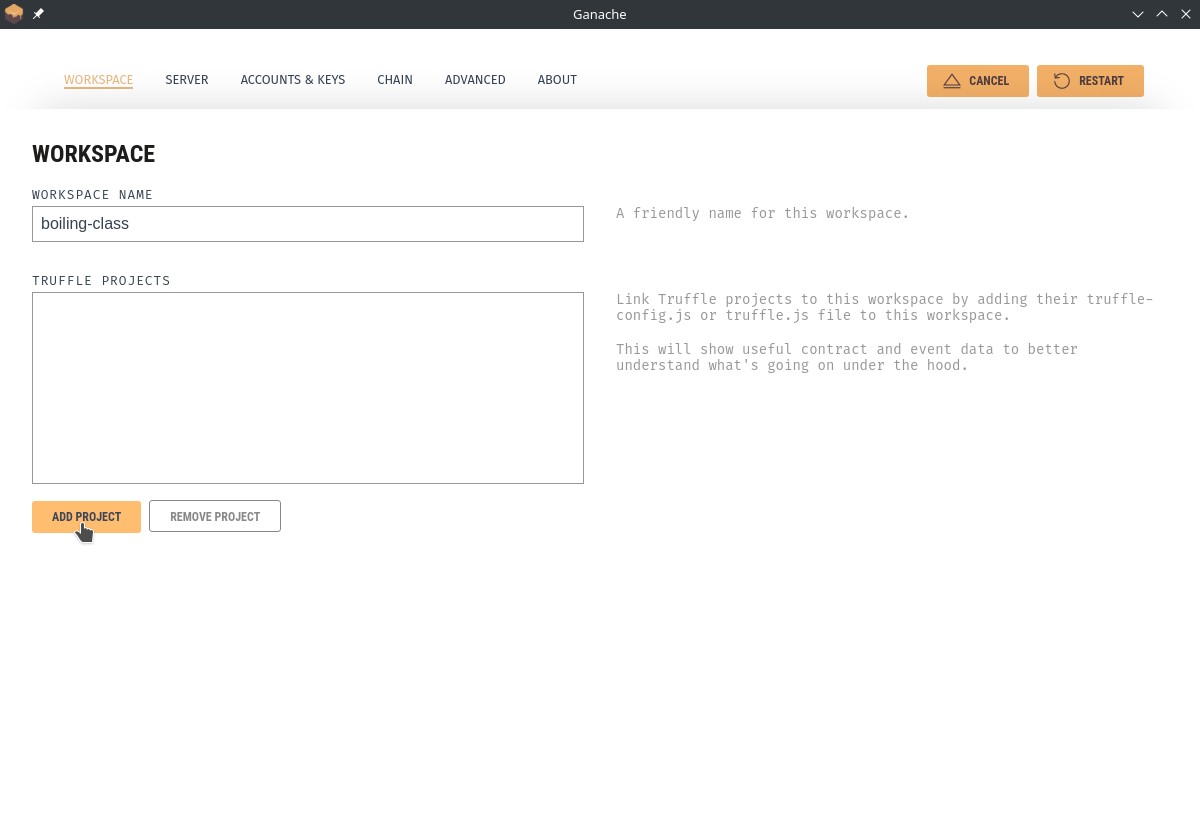 Ganache
WORKSPACE SERVER ACCOUNTS & KEYS CHAIN ADVANCED ABOUT CANCEL RESTART
WORKSPACE
WORKSPACE NAME
boiling-class
A friendly name for this workspace.
TRUFFLE PROJECTS
Link Truffle projects to this workspace by adding their truffle-
config.js or truffle.js file to this workspace.
This will show useful contract and event data to better
understand what's going on under the hood.
ADD PROJECT REMOVE PROJECT